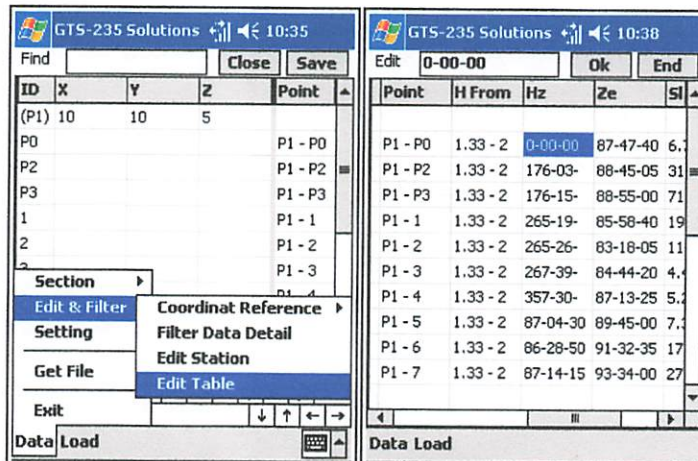 GTS-235 Solutions 10:35
Find Close Save
ID X Y Z Point
(P1) 10 10 5
P0 P1 - P0
P2 P1 - P2
P3 P1 - P3
1 P1 - 1
2 P1 - 2
P1 - 3
Section
Edit & Filter
Setting
Get File
Exit
Coordinat Reference
Filter Data Detail
Edit Station
Edit Table
Data Load
GTS-235 Solutions 10:38
Edit 0-00-00 Ok End
Point H From Hz Ze Sl
P1 - P0 1.33 - 2 0-00-00 87-47-40
P1 - P2 1.33 - 2 176-03- 88-45-05 31
P1 - P3 1.33 - 2 176-15- 88-55-00 71
P1 - 1 1.33 - 2 265-19- 85-58-40 19
P1 - 2 1.33 - 2 265-26- 83-18-05 11
P1 - 3 1.33 - 2 267-39- 84-44-20
P1 - 4 1.33 - 2 357-30- 87-13-25
P1 - 5 1.33 - 2 87-04-30 89-45-00
P1 - 6 1.33 - 2 86-28-50 91-32-35 17
P1 - 7 1.33 - 2 87-14-15 93-34-00 27
Data Load